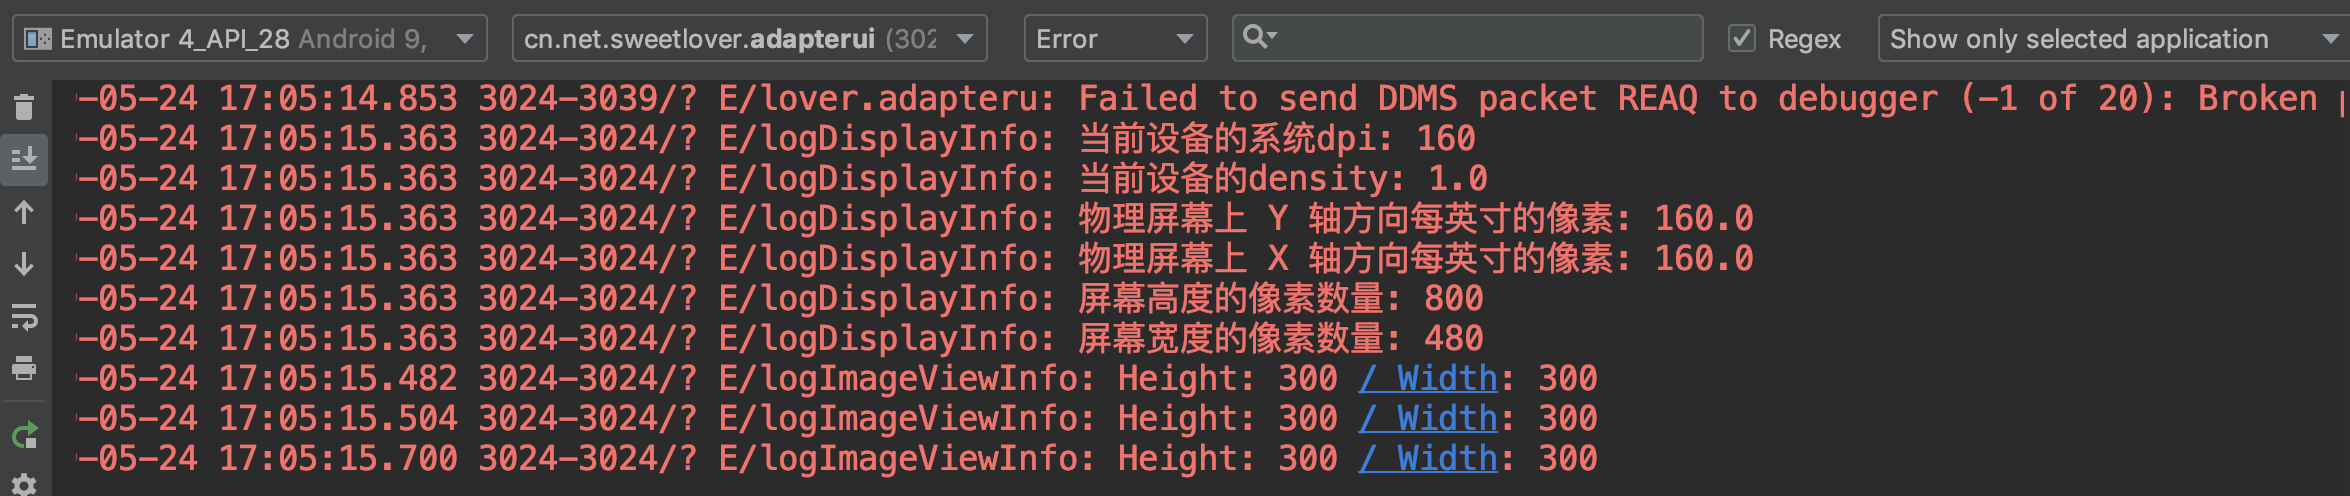 Emulator 4_API_28 Android 9, cn.net.sweetlover.adapterui (302 Error Regex Show only selected application
-05-24 17:05:14.853 3024-3039/? E/lover.adapteru: Failed to send DDMS packet REAQ to debugger (-1 of 20): Broken
-05-24 17:05:15.363 3024-3024/? E/logDisplayInfo: 当前设备的系统dpi: 160
-05-24 17:05:15.363 3024-3024/? E/logDisplayInfo: 当前设备的density: 1.0
-05-24 17:05:15.363 3024-3024/? E/logDisplayInfo: 物理屏幕上 Y 轴方向每英寸的像素: 160.0
-05-24 17:05:15.363 3024-3024/? E/logDisplayInfo: 物理屏幕上 X 轴方向每英寸的像素: 160.0
-05-24 17:05:15.363 3024-3024/? E/logDisplayInfo: 屏幕高度的像素数量: 800
-05-24 17:05:15.363 3024-3024/? E/logDisplayInfo: 屏幕宽度的像素数量: 480
-05-24 17:05:15.482 3024-3024/? E/logImageViewInfo: Height: 300 / Width: 300
-05-24 17:05:15.504 3024-3024/? E/logImageViewInfo: Height: 300 / Width: 300
-05-24 17:05:15.700 3024-3024/? E/logImageViewInfo: Height: 300 / Width: 300